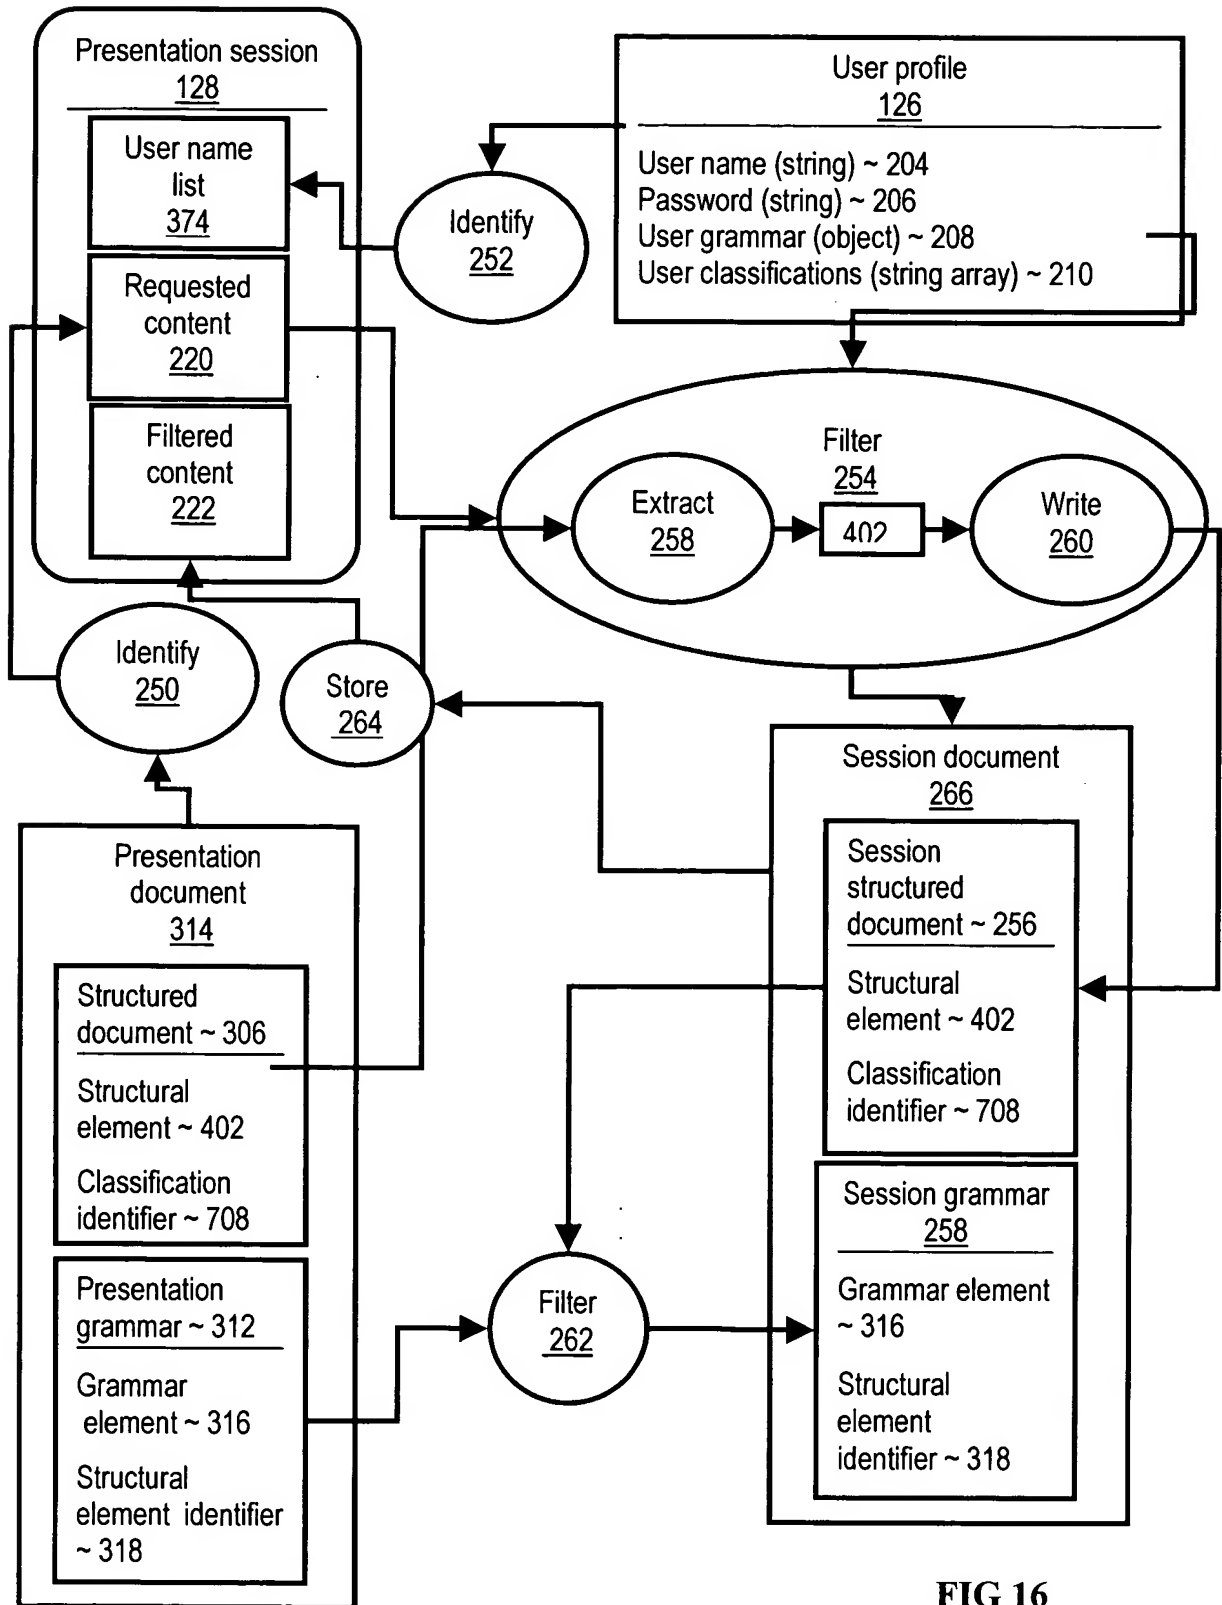 Presentation session
128
User name
list
374
Requested
content
220
Filtered
content
222
User profile
126
User name (string) ~ 204
Password (string) ~ 206
User grammar (object) ~ 208
User classifications (string array) ~ 210
Identify
252
Filter
254
Extract
258
402
Write
260
Identify
250
Store
264
Session document
266
Session
structured
document ~ 256
Structural
element ~ 402
Classification
identifier ~ 708
Session grammar
258
Grammar element
~ 316
Structural
element
identifier ~ 318
Presentation
document
314
Structured
document ~ 306
Structural
element ~ 402
Classification
identifier ~ 708
Presentation
grammar ~ 312
Grammar
element ~ 316
Structural
element identifier
~ 318
Filter
262
FIG 16